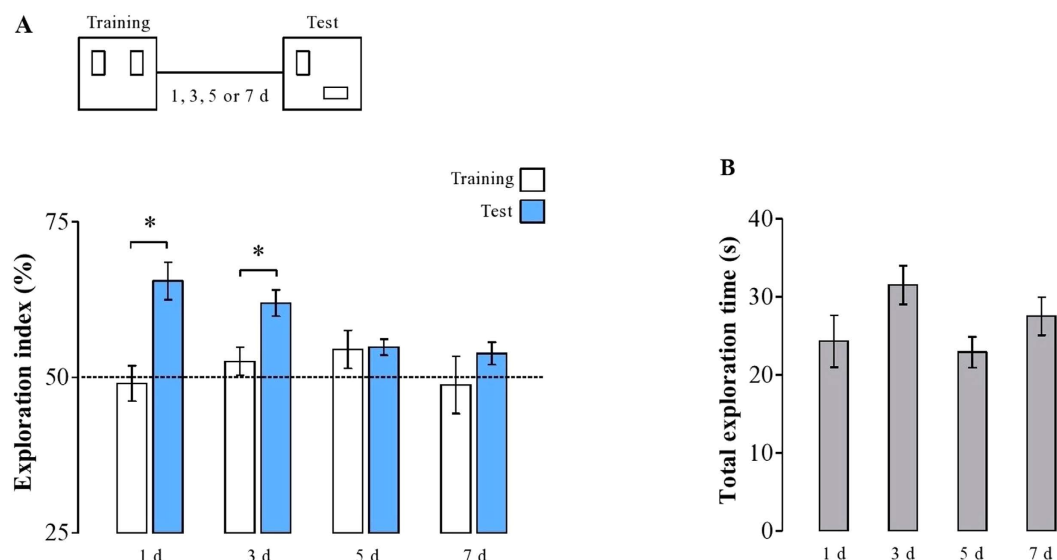 A
Training
Test
1, 3, 5 or 7 d
Training
Test
Exploration index (%)
75
50
25
*
*
1 d
3 d
5 d
7 d
B
Total exploration time (s)
40
30
20
10
0
1 d
3 d
5 d
7 d